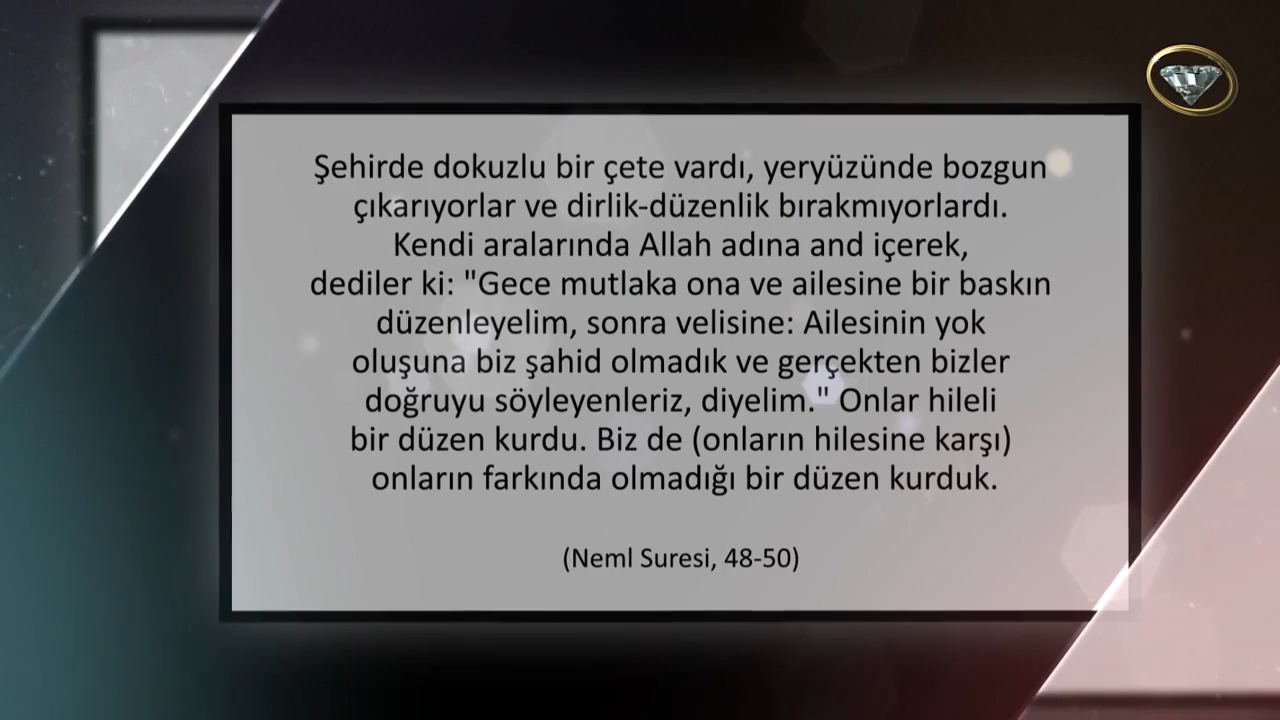 Şehirde dokuzlu bir çete vardı, yeryüzünde bozgun
çıkarıyorlar ve dirlik-düzenlik bırakmıyorlardı.
Kendi aralarında Allah adına and içerek,
dediler ki: "Gece mutlaka ona ve ailesine bir baskın
düzenleyelim, sonra velisine: Ailesinin yok
oluşuna biz şahid olmadık ve gerçekten bizler
doğruyu söyleyenleriz, diyelim." Onlar hileli
bir düzen kurdu. Biz de (onların hilesine karşı)
onların farkında olmadığı bir düzen kurduk.
(Neml Suresi, 48-50)